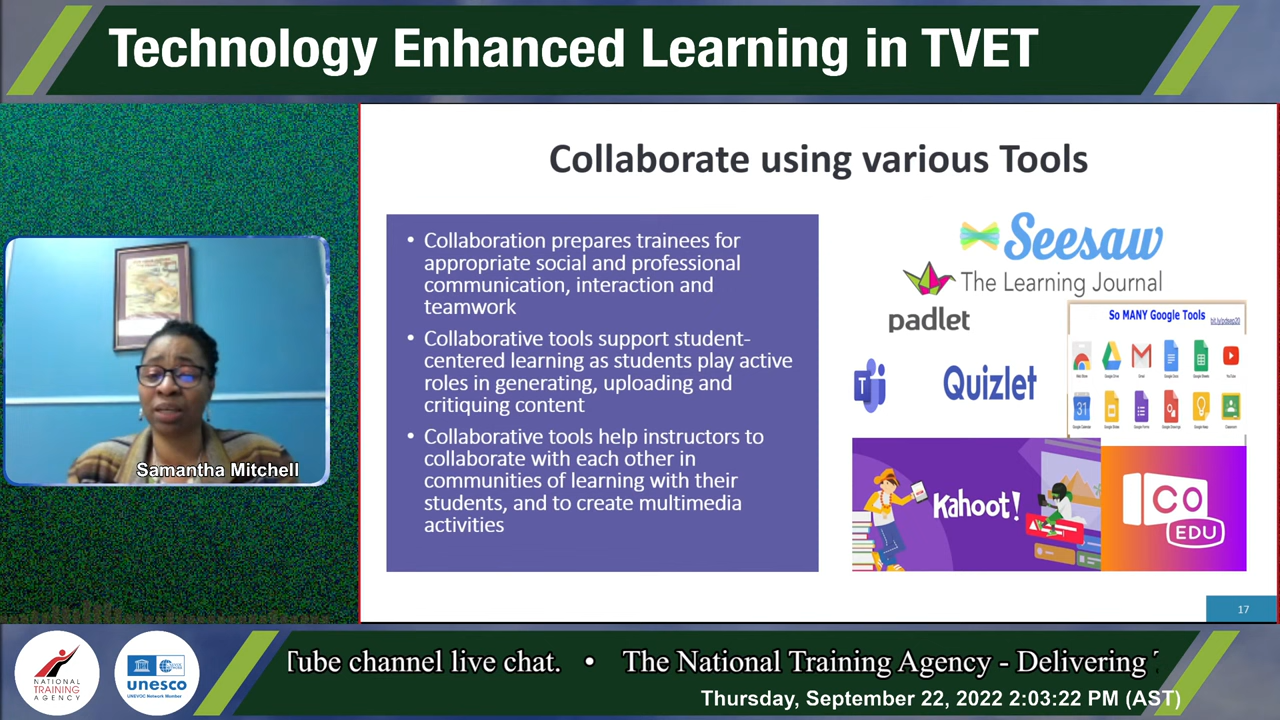 Technology Enhanced Learning in TVET
Collaborate using various Tools
• Collaboration prepares trainees for
appropriate social and professional
communication, interaction and
teamwork
• Collaborative tools support student-
centered learning as students play active
roles in generating, uploading and
critiquing content
• Collaborative tools help instructors to
collaborate with each other in
communities of learning with their
students, and to create multimedia
activities
Seesaw
The Learning Journal
padlet
So MANY Google Tools
T
Quizlet
31
Kahoot!
CO
EDU
17
Samantha Mitchell
NATIONAL
TRAINING
AGENCY
unesco
UNEVOC Network Member
Tube channel live chat. • The National Training Agency - Delivering
Thursday, September 22, 2022 2:03:22 PM (AST)